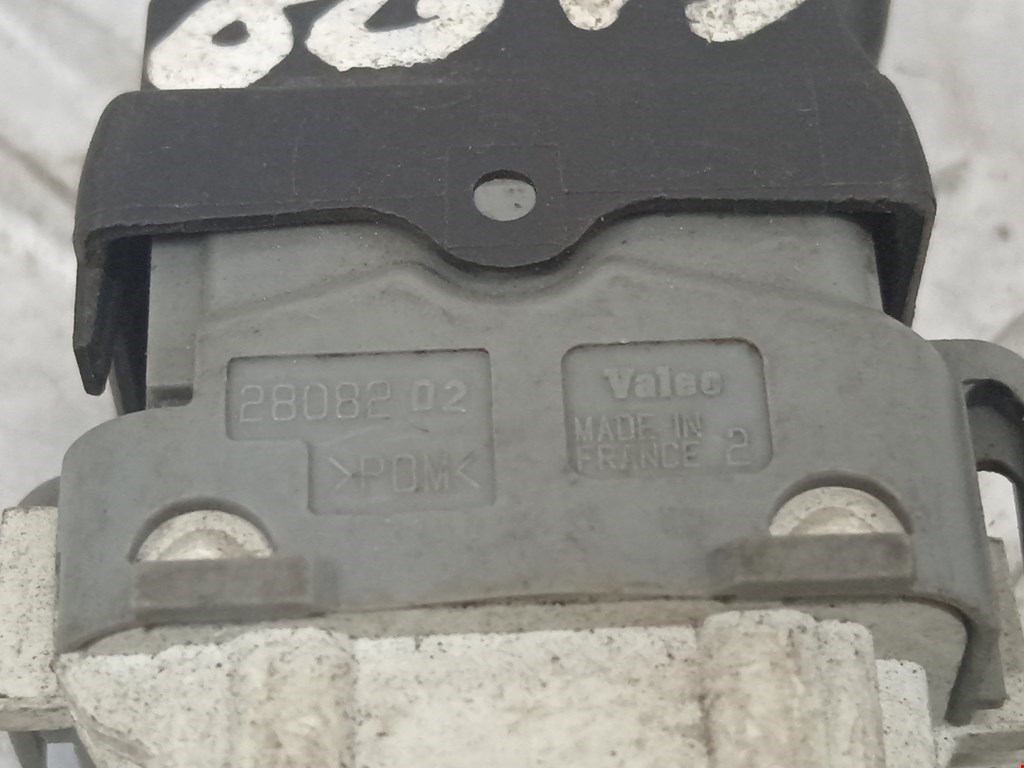 28082 02
>POM<
Valeo
MADE IN
FRANCE 2